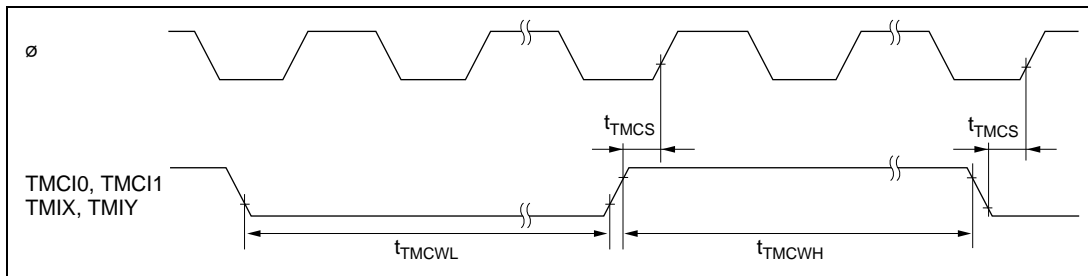 ø
tTMCS
tTMCS
TMCI0, TMCI1
TMIX, TMIY
tTMCWL
tTMCWH